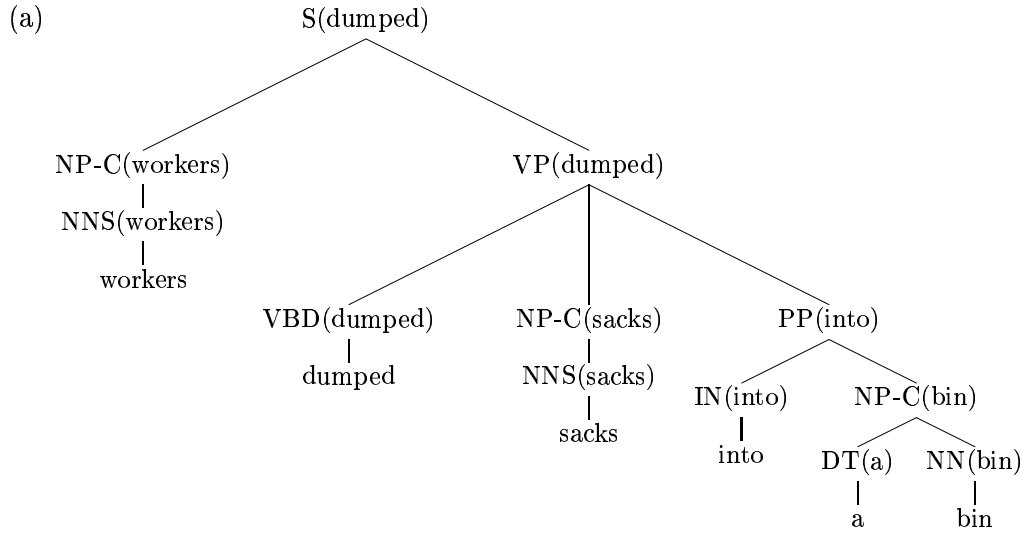 (a) S(dumped)
NP-C(workers) VP(dumped)
NNS(workers)
workers
VBD(dumped) NP-C(sacks) PP(into)
dumped NNS(sacks)
IN(into) NP-C(bin)
sacks
into
DT(a) NN(bin)
a bin